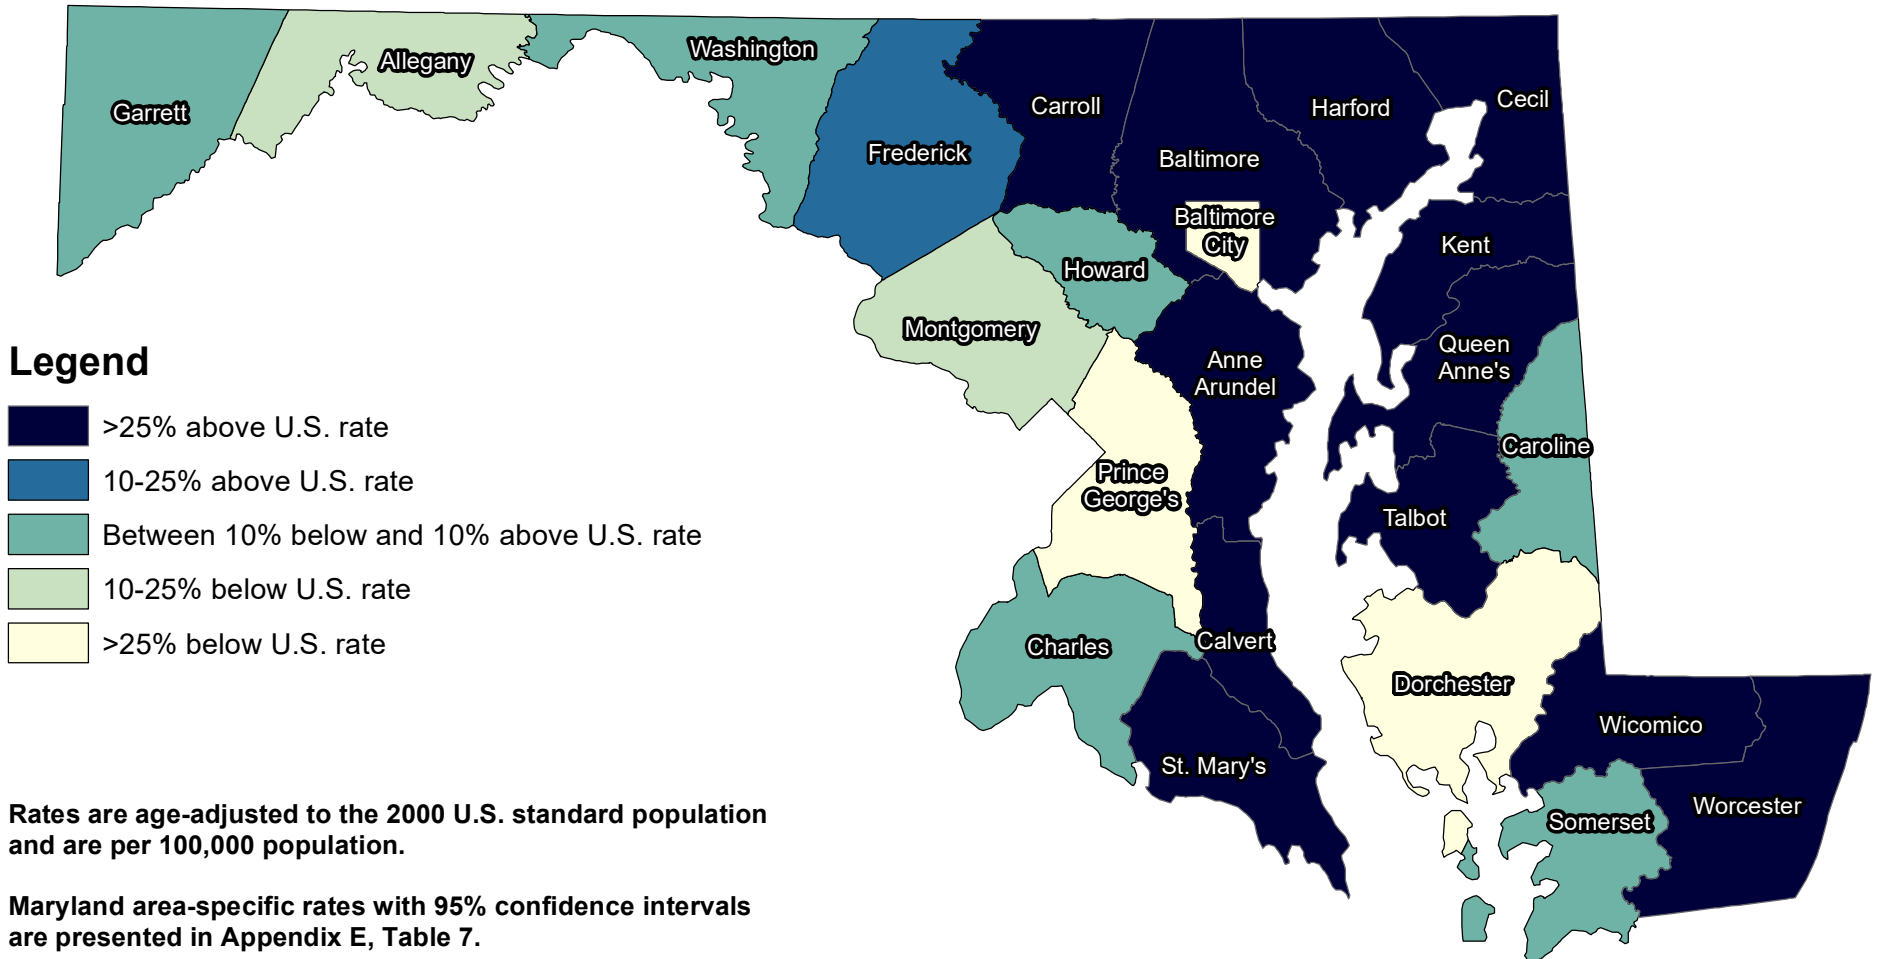 Garrett
Allegany
Washington
Frederick
Carroll
Baltimore
Harford
Cecil
Baltimore
City
Howard
Montgomery
Kent
Queen
Anne's
Anne
Arundel
Caroline
Prince
George's
Talbot
Charles
Calvert
Dorchester
St. Mary's
Wicomico
Worcester
Somerset
Legend
>25% above U.S. rate
10-25% above U.S. rate
Between 10% below and 10% above U.S. rate
10-25% below U.S. rate
>25% below U.S. rate
Rates are age-adjusted to the 2000 U.S. standard population
and are per 100,000 population.
Maryland area-specific rates with 95% confidence intervals
are presented in Appendix E, Table 7.